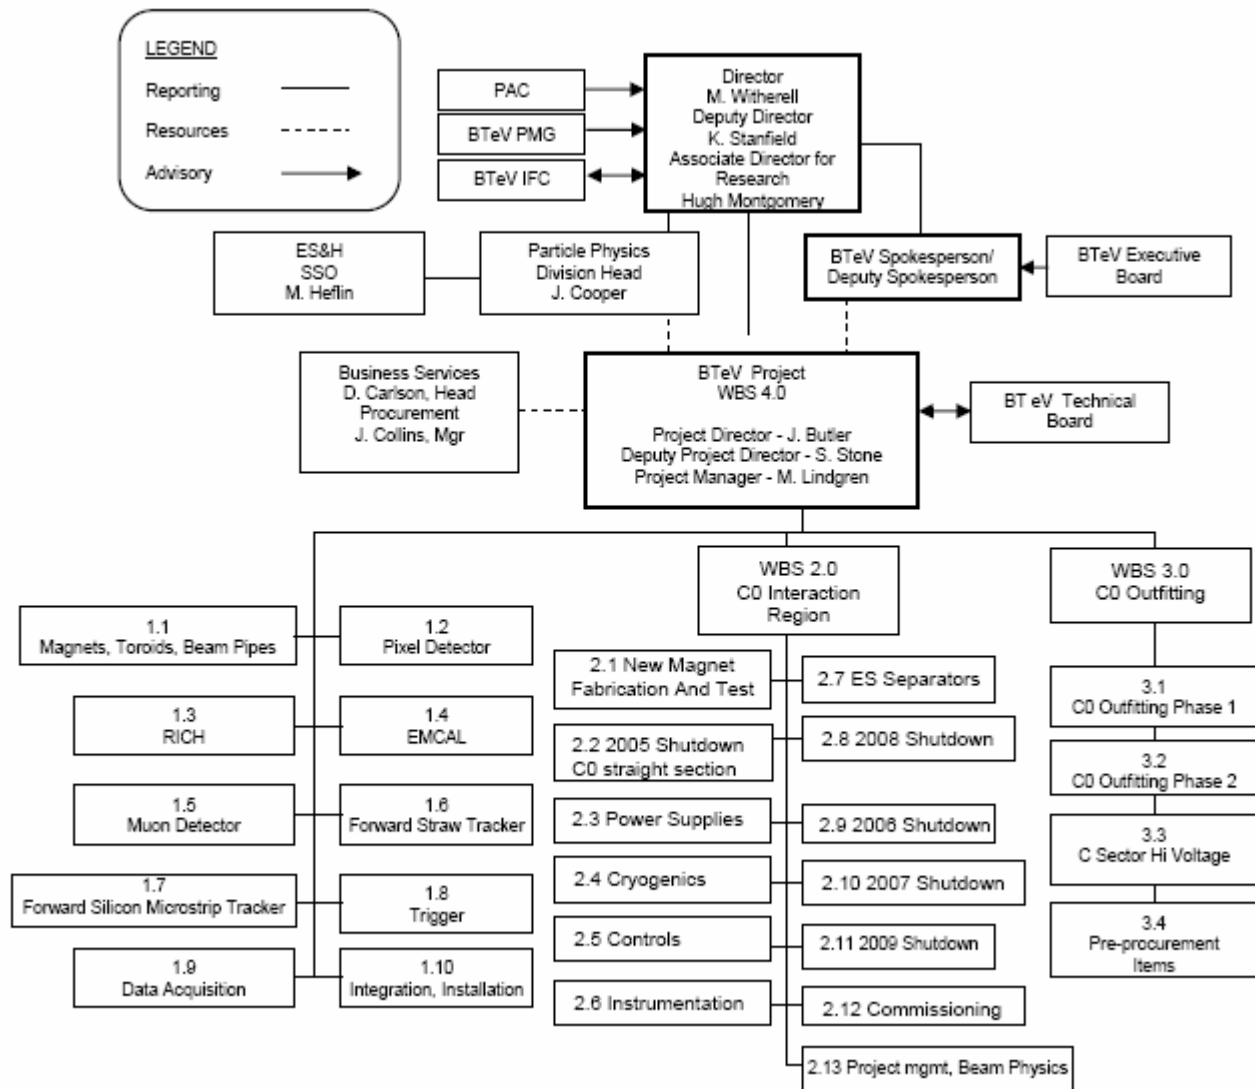 LEGEND
Reporting
Resources
Advisory
PAC
BTeV PMG
BTeV IFC
Director
M. Witherell
Deputy Director
K. Stanfield
Associate Director for
Research
Hugh Montgomery
ES&H
SSO
M. Heflin
Particle Physics
Division Head
J. Cooper
BTeV Spokesperson/
Deputy Spokesperson
BTeV Executive
Board
Business Services
D. Carlson, Head
Procurement
J. Collins, Mgr
BTeV Project
WBS 4.0
Project Director - J. Butler
Deputy Project Director - S. Stone
Project Manager - M. Lindgren
BT eV Technical
Board
WBS 2.0
C0 Interaction
Region
WBS 3.0
C0 Outfitting
1.1
Magnets, Toroids, Beam Pipes
1.2
Pixel Detector
1.3
RICH
1.4
EMCAL
1.5
Muon Detector
1.6
Forward Straw Tracker
1.7
Forward Silicon Microstrip Tracker
1.8
Trigger
1.9
Data Acquisition
1.10
Integration, Installation
2.1 New Magnet
Fabrication And Test
2.7 ES Separators
2.2 2005 Shutdown
C0 straight section
2.8 2008 Shutdown
2.3 Power Supplies
2.9 2006 Shutdown
2.4 Cryogenics
2.10 2007 Shutdown
2.5 Controls
2.11 2009 Shutdown
2.6 Instrumentation
2.12 Commissioning
2.13 Project mgmt, Beam Physics
3.1
C0 Outfitting Phase 1
3.2
C0 Outfitting Phase 2
3.3
C Sector Hi Voltage
3.4
Pre-procurement
Items